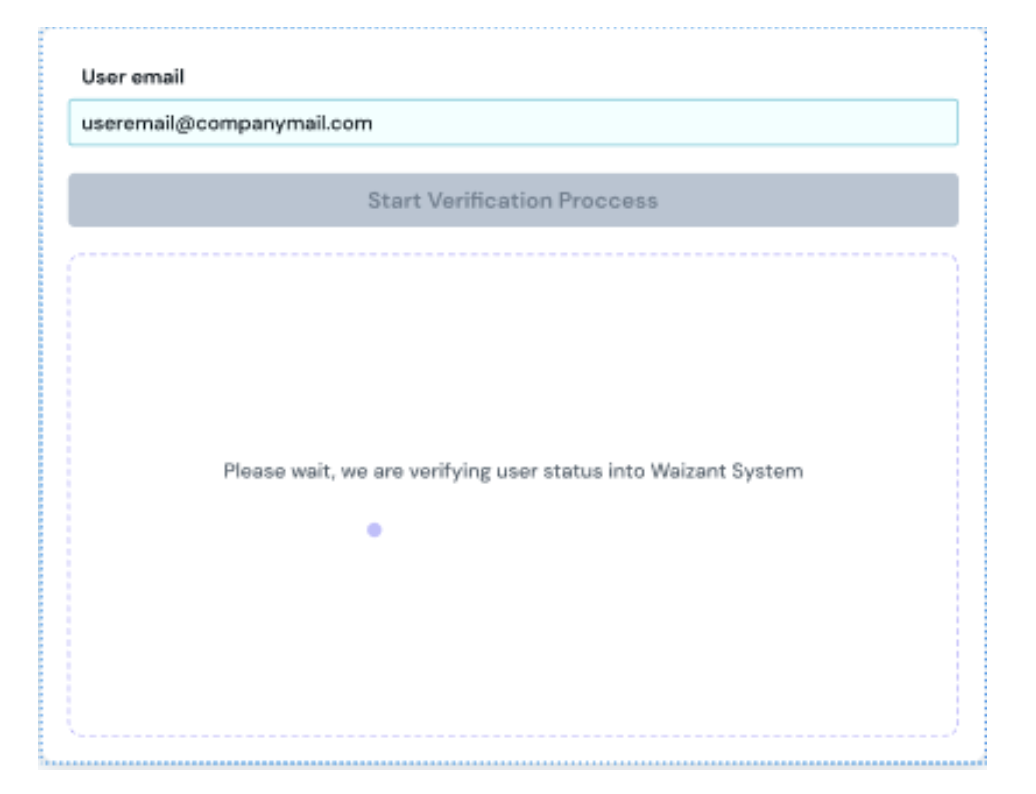 User email
useremail@companymail.com
Start Verification Proccess
Please wait, we are verifying user status into Waizant System